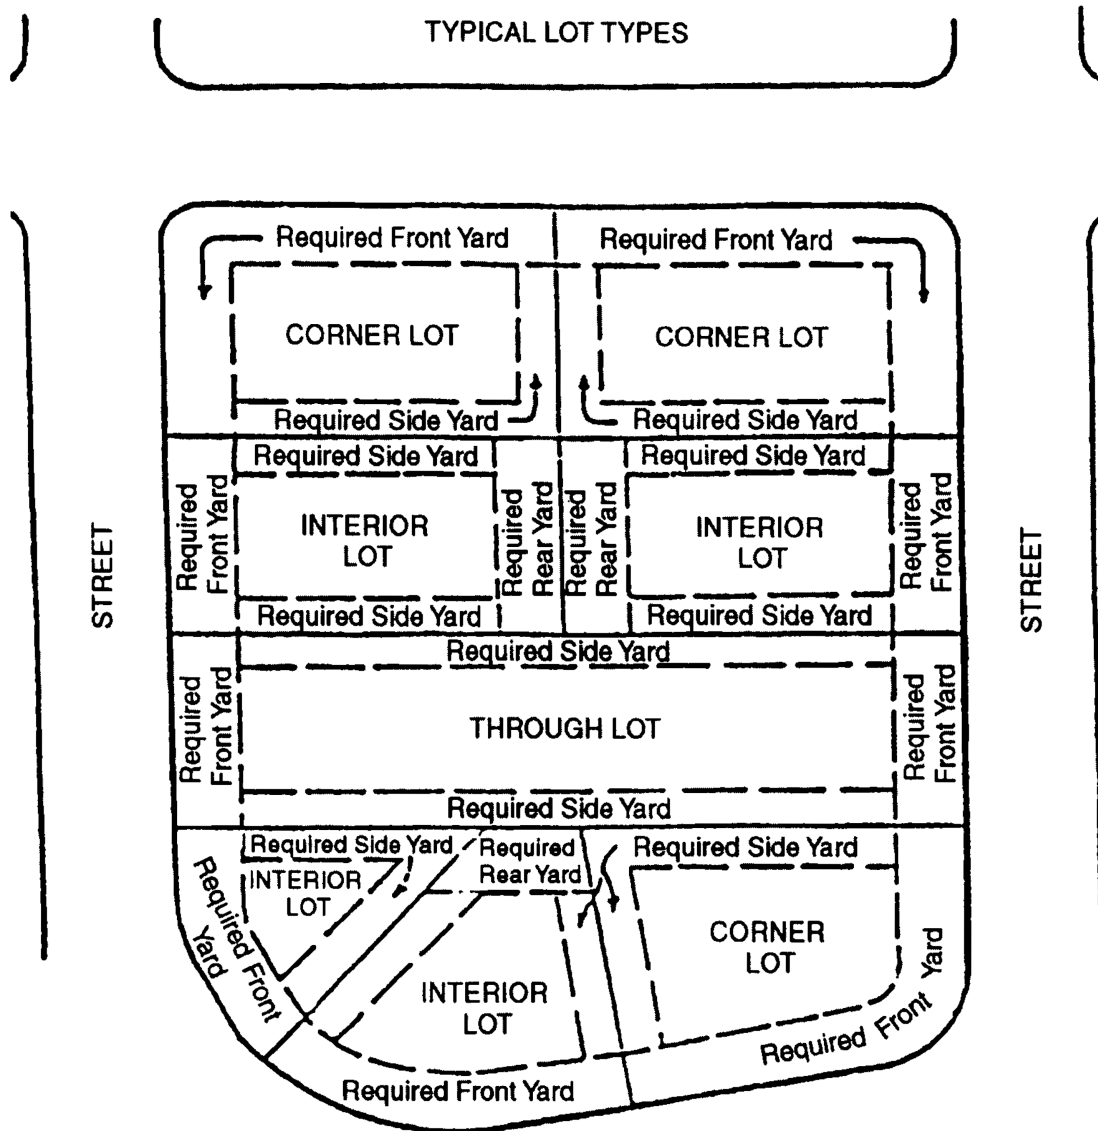 TYPICAL LOT TYPES
Required Front Yard
Required Front Yard
CORNER LOT
CORNER LOT
Required Side Yard
Required Side Yard
STREET
Required
Front Yard
Required Side Yard
INTERIOR
LOT
Required Side Yard
Required
Rear Yard
Required
Rear Yard
Required Side Yard
INTERIOR
LOT
Required Side Yard
Required
Front Yard
STREET
Required Side Yard
Required
Front Yard
THROUGH LOT
Required
Front Yard
Required Side Yard
Required Side Yard
INTERIOR
LOT
Required Front
Yard
Required
Rear Yard
INTERIOR
LOT
Required Front Yard
Required Side Yard
CORNER
LOT
Required Front Yard